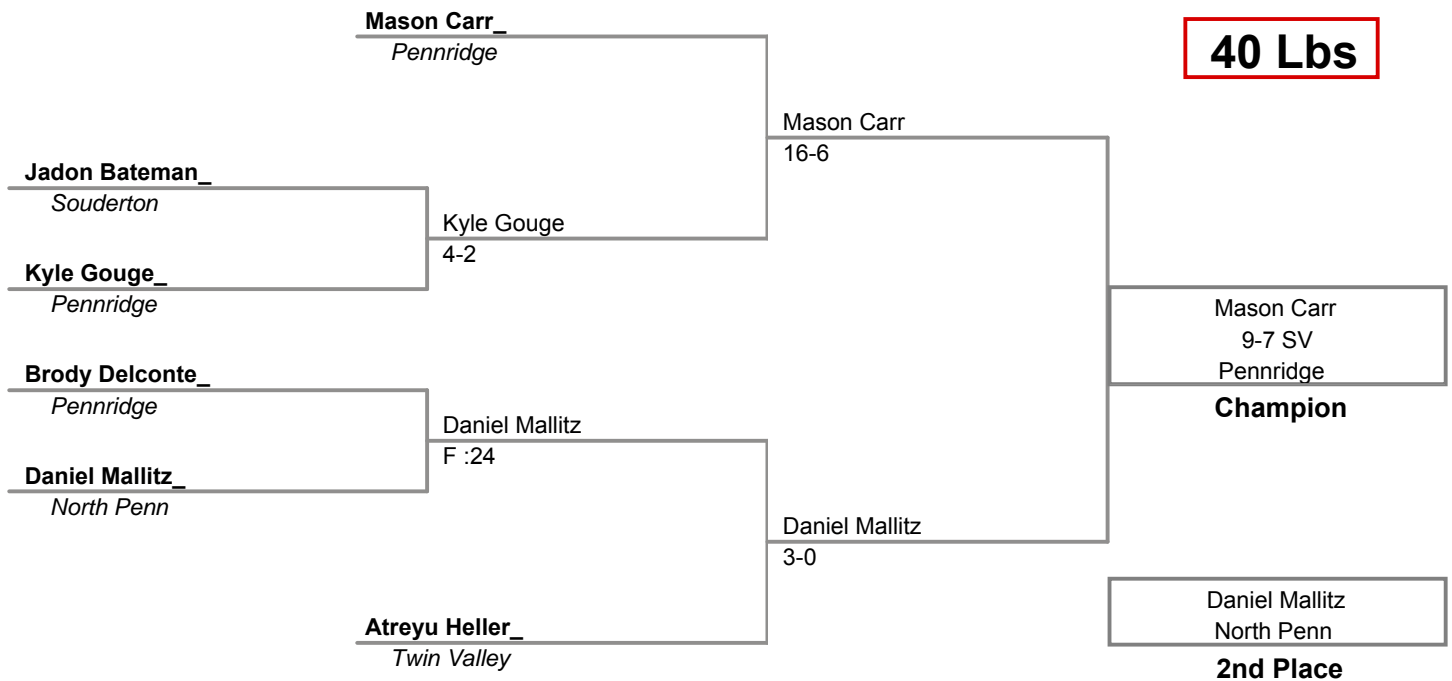 Mason Carr_
Pennridge
40 Lbs
Mason Carr
16-6
Jadon Bateman_
Souderton
Kyle Gouge
4-2
Kyle Gouge_
Pennridge
Mason Carr
9-7 SV
Pennridge
Champion
Brody Delconte_
Pennridge
Daniel Mallitz
F :24
Daniel Mallitz_
North Penn
Daniel Mallitz
3-0
Atreyu Heller_
Twin Valley
Daniel Mallitz
North Penn
2nd Place